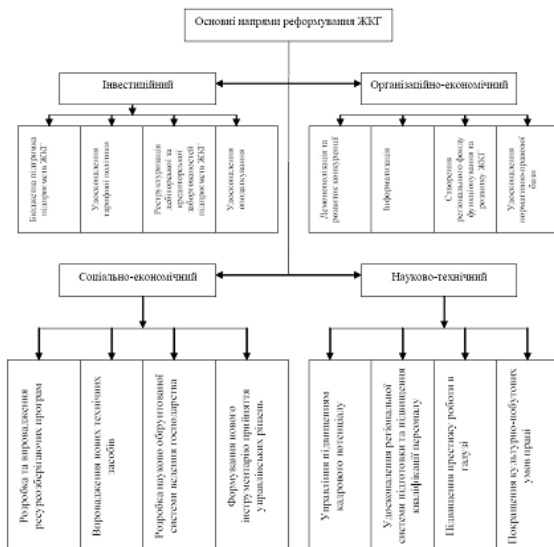 Основні напрями реформування ЖКГ
Інвестиційний
Організаційно-економічний
Бюджетна підтримка
підприємств ЖКГ
Удосконалення
тарифної політики
Реструктуризація
дебіторської та
кредиторської
заборгованостей
підприємств ЖКГ
Удосконалення
оподаткування
Демонополізація та
розвиток конкуренції
Інформалізація
Створення
регіонального фонду
функціонування та
розвитку ЖКГ
Удосконалення
нормативно-правової
бази
Соціально-економічний
Науково-технічний
Розробка та впровадження
ресурсозберігаючих програм
Впровадження нових технічних
засобів
Розробка науково обґрунтованої
системи ведення господарства
Формування нового
інструментарію прийняття
управлінських рішень
Управління підвищенням
кадрового потенціалу
Удосконалення регіональної
системи підготовки та підвищення
кваліфікації персоналу
Підвищення престижу роботи в
галузі
Покращення культурно-побутових
умов праці